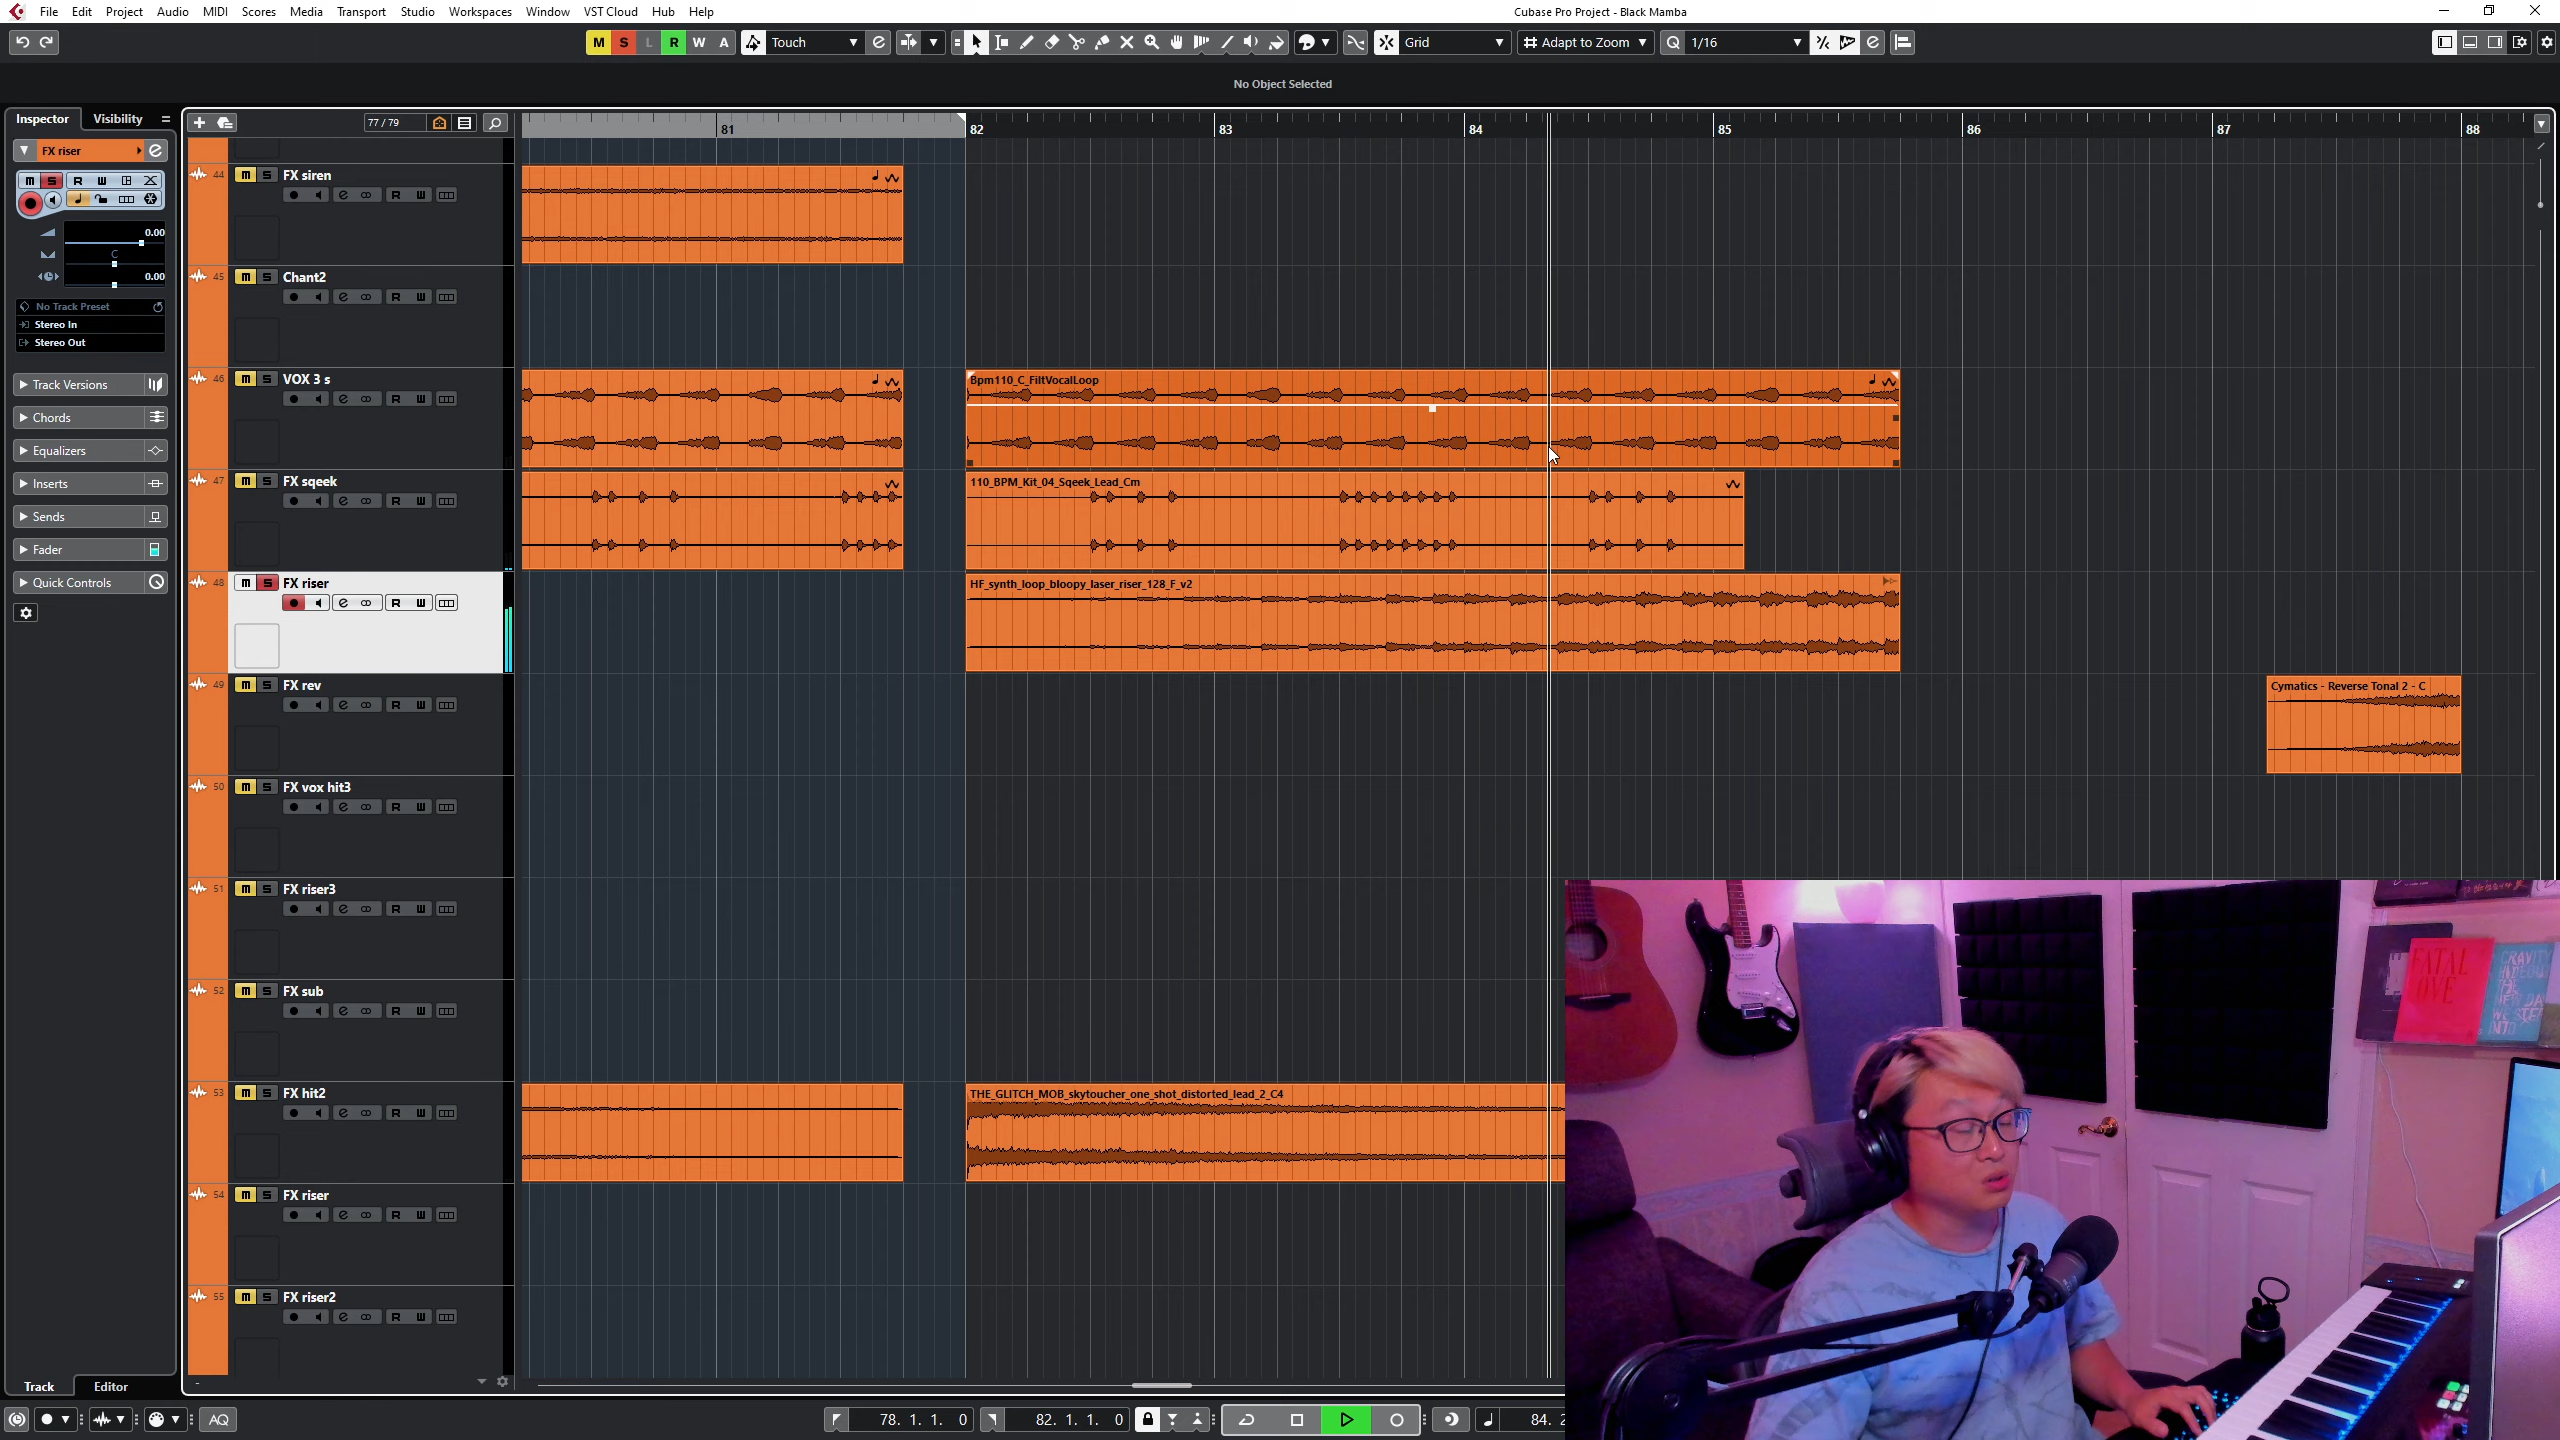 File Edit Project Audio MIDI Scores Media Transport Studio Workspaces Window VST Cloud Hub Help
Cubase Pro Project - Black Mamba
M S L R W A Touch Grid Adapt to Zoom Q 1/16
No Object Selected
Inspector Visibility
77 / 79
81 82 83 84 85 86 87 88
FX riser
M S R W
0.00
C
0.00
No Track Preset
Stereo In
Stereo Out
Track Versions
Chords
Equalizers
Inserts
Sends
Fader
Quick Controls
44 M S FX siren
R W
45 M S Chant2
R W
46 M S VOX 3 s
R W
Bpm110_C_FiltVocalLoop
47 M S FX sqeek
R W
110_BPM_Kit_04_Sqeek_Lead_Cm
48 M S FX riser
R W
HF_synth_loop_bloopy_laser_riser_128_F_v2
49 M S FX rev
R W
Cymatics - Reverse Tonal 2 - C
50 M S FX vox hit3
R W
51 M S FX riser3
R W
52 M S FX sub
R W
53 M S FX hit2
R W
THE_GLITCH_MOB_skytoucher_one_shot_distorted_lead_2_C4
54 M S FX riser
R W
55 M S FX riser2
R W
FATAL
LOVE
Track Editor
AQ
78. 1. 1. 0
82. 1. 1. 0
84. 2